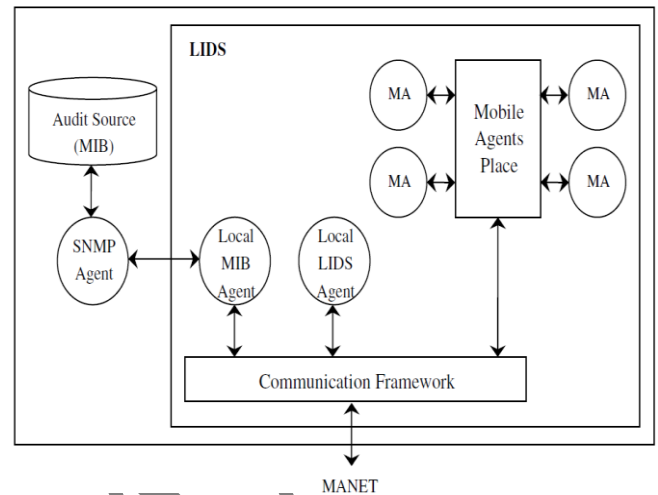 LIDS
Audit Source
(MIB)
SNMP
Agent
Local
MIB
Agent
Local
LIDS
Agent
MA
MA
Mobile
Agents
Place
MA
MA
Communication Framework
MANET